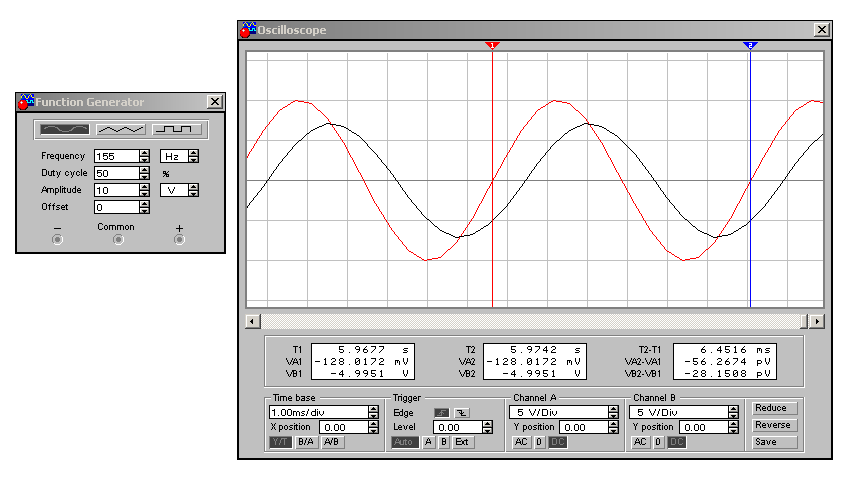 Function Generator
Frequency 155 Hz
Duty cycle 50 %
Amplitude 10 V
Offset 0
− Common +
Oscilloscope
1 2
T1 5.9677 s T2 5.9742 s T2-T1 6.4516 ms
VA1 -128.0172 mV VA2 -128.0172 mV VA2-VA1 -56.2674 pV
VB1 -4.9951 V VB2 -4.9951 V VB2-VB1 -28.1508 pV
Time base Trigger Channel A Channel B
1.00ms/div Edge 5 V/Div 5 V/Div Reduce
X position 0.00 Level 0.00 Y position 0.00 Y position 0.00 Reverse
Y/T B/A A/B Auto A B Ext AC 0 DC AC 0 DC Save